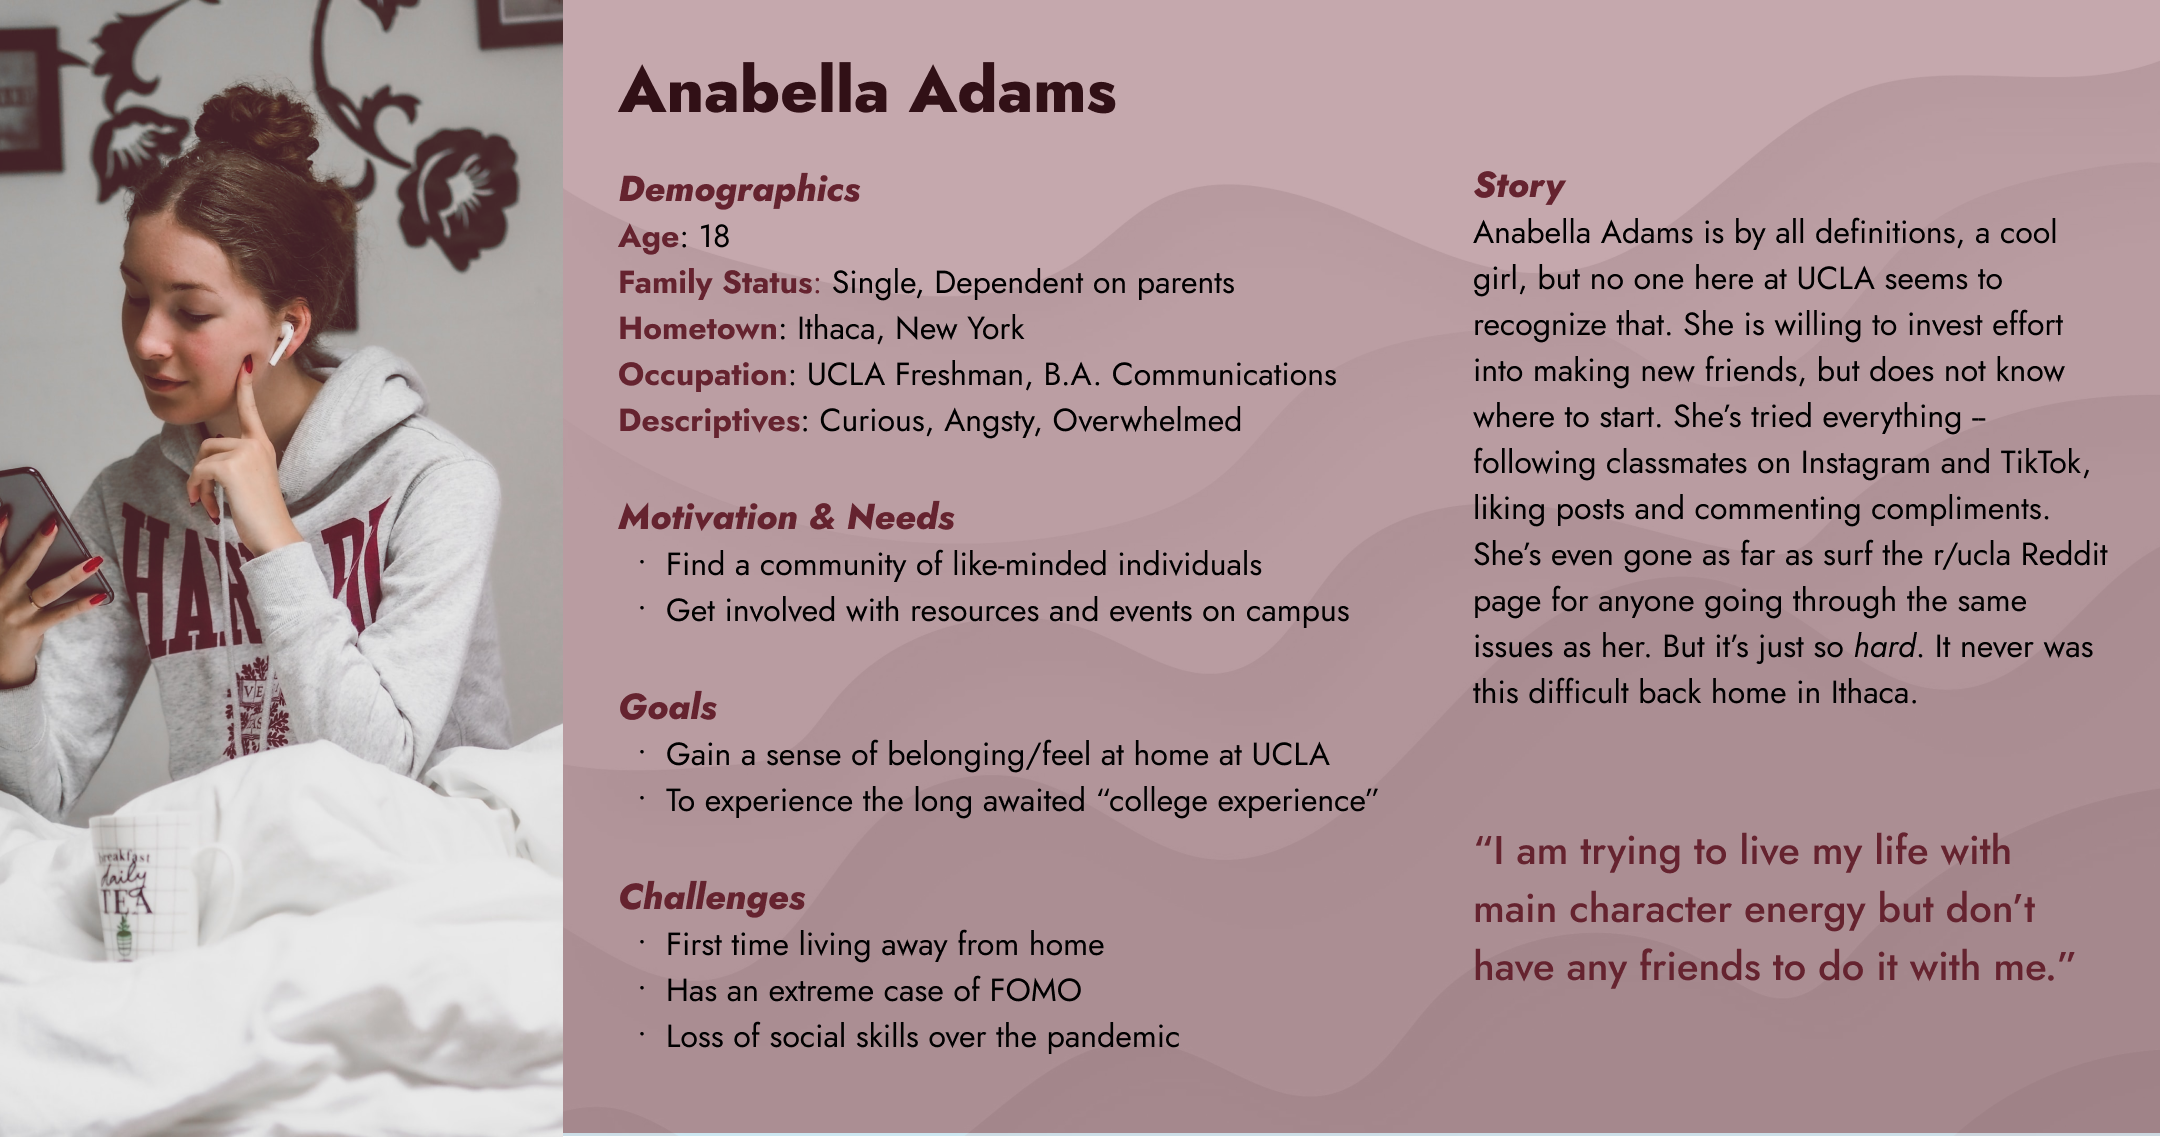 Anabella Adams
Demographics
Age: 18
Family Status: Single, Dependent on parents
Hometown: Ithaca, New York
Occupation: UCLA Freshman, B.A. Communications
Descriptives: Curious, Angsty, Overwhelmed
Motivation & Needs
· Find a community of like-minded individuals
· Get involved with resources and events on campus
Goals
· Gain a sense of belonging/feel at home at UCLA
· To experience the long awaited “college experience”
Challenges
· First time living away from home
· Has an extreme case of FOMO
· Loss of social skills over the pandemic
Story
Anabella Adams is by all definitions, a cool
girl, but no one here at UCLA seems to
recognize that. She is willing to invest effort
into making new friends, but does not know
where to start. She’s tried everything –
following classmates on Instagram and TikTok,
liking posts and commenting compliments.
She’s even gone as far as surf the r/ucla Reddit
page for anyone going through the same
issues as her. But it’s just so hard. It never was
this difficult back home in Ithaca.
“I am trying to live my life with
main character energy but don’t
have any friends to do it with me.”
breakfast
daily
TEA